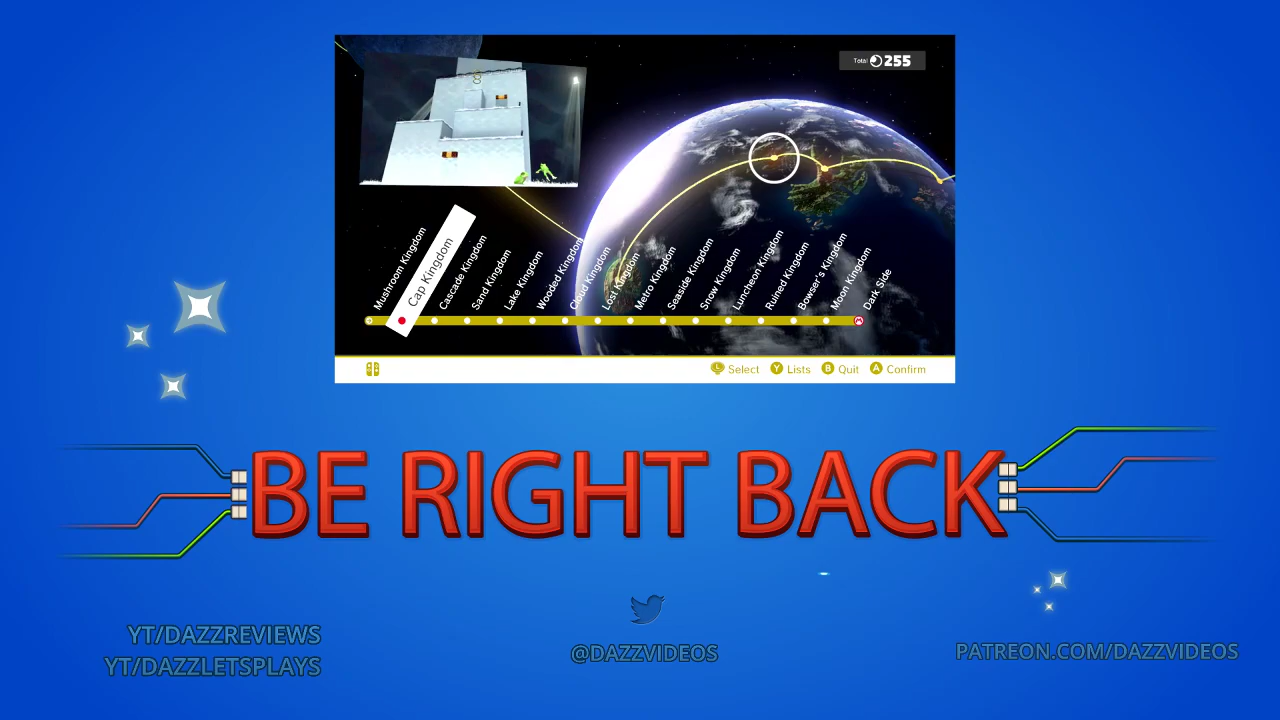 Total 255
Mushroom Kingdom
Cap Kingdom
Cascade Kingdom
Sand Kingdom
Lake Kingdom
Wooded Kingdom
Cloud Kingdom
Lost Kingdom
Metro Kingdom
Seaside Kingdom
Snow Kingdom
Luncheon Kingdom
Ruined Kingdom
Bowser's Kingdom
Moon Kingdom
Dark Side
L Select Y Lists B Quit A Confirm
BE RIGHT BACK
YT/DAZZREVIEWS
YT/DAZZLETSPLAYS
@DAZZVIDEOS
PATREON.COM/DAZZVIDEOS